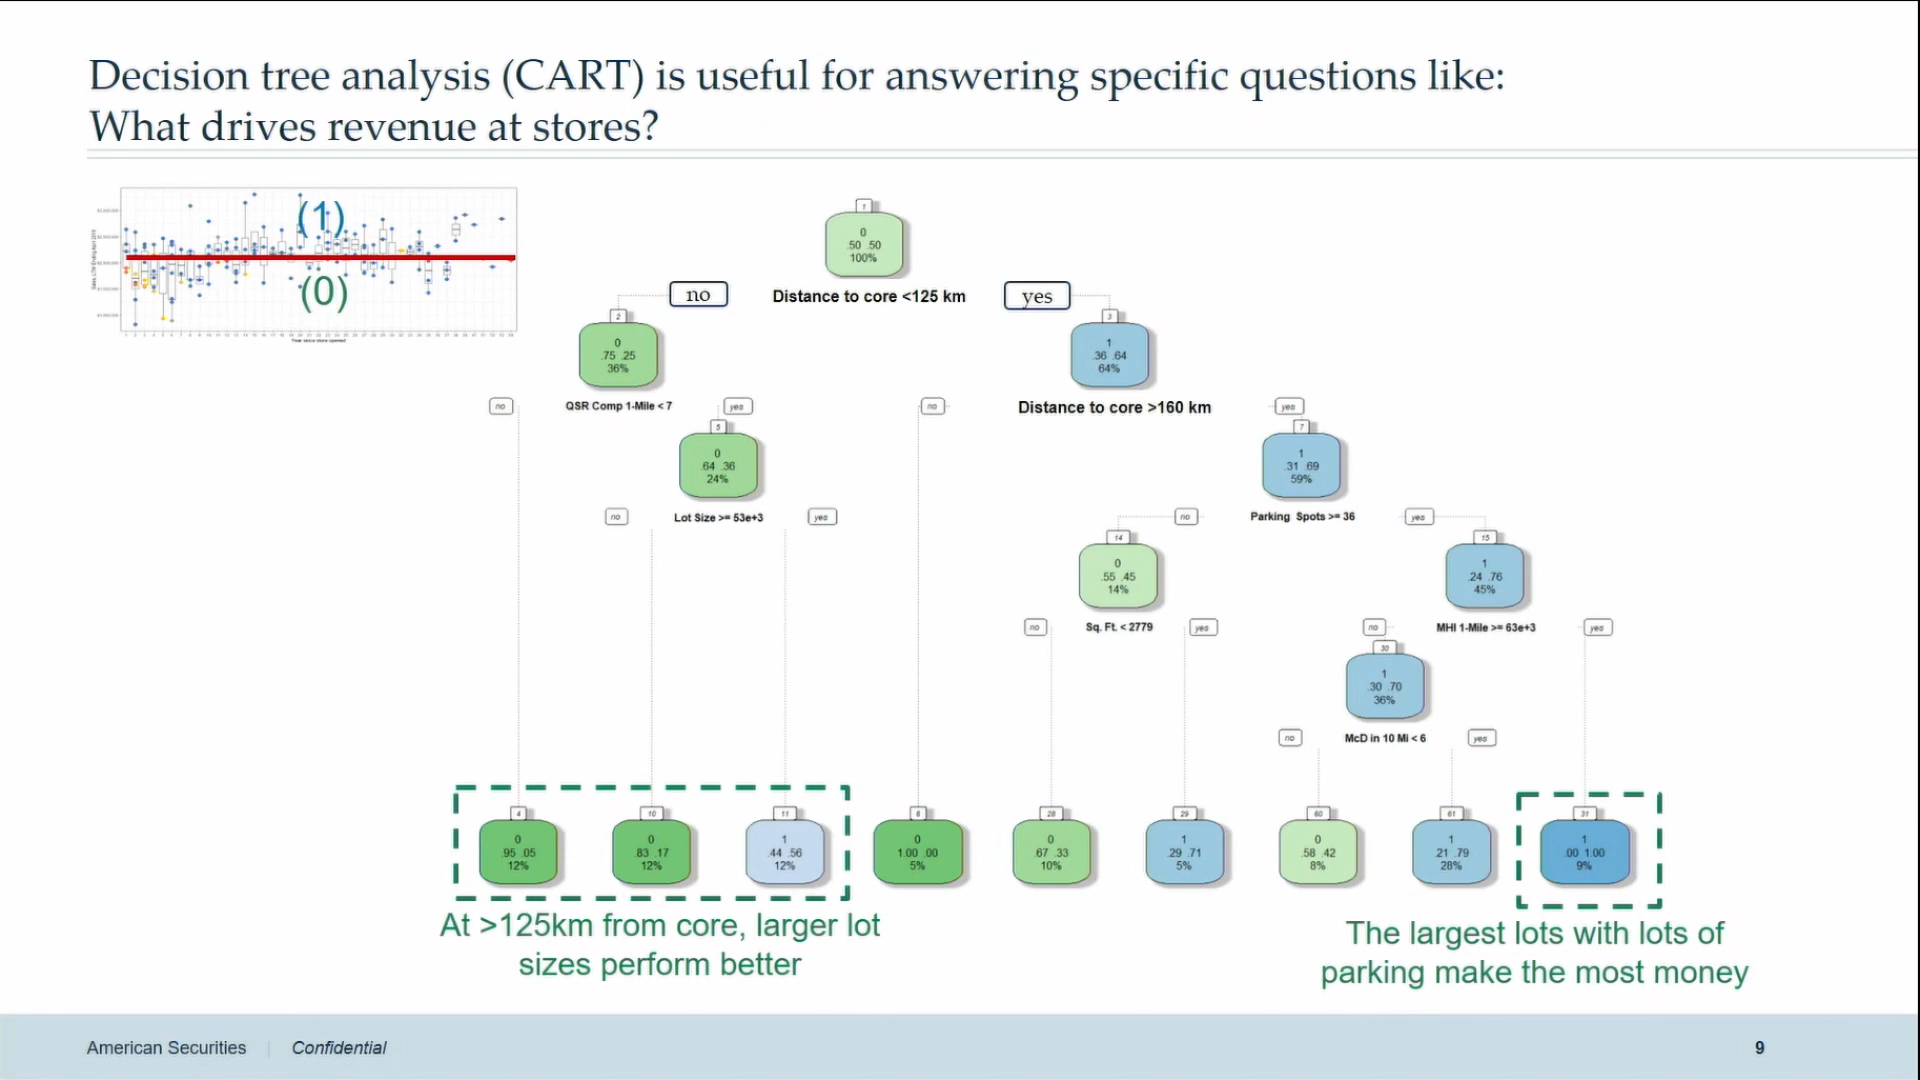 Decision tree analysis (CART) is useful for answering specific questions like:
What drives revenue at stores?
(1)
(0)
Year since store opened
1
0
.50 .50
100%
no
Distance to core <125 km
yes
2
0
.75 .25
36%
3
1
.36 .64
64%
no
QSR Comp 1-Mile < 7
yes
no
Distance to core >160 km
yes
5
0
.64 .36
24%
7
1
.31 .69
59%
no
Lot Size >= 53e+3
yes
no
Parking Spots >= 36
yes
14
0
.55 .45
14%
15
1
.24 .76
45%
no
Sq. Ft. < 2779
yes
no
MHI 1-Mile >= 63e+3
yes
30
1
.30 .70
36%
no
McD in 10 Mi < 6
yes
4
0
.95 .05
12%
10
0
.83 .17
12%
11
1
.44 .56
12%
6
0
1.00 .00
5%
28
0
.67 .33
10%
29
1
.29 .71
5%
60
0
.58 .42
8%
61
1
.21 .79
28%
31
1
.00 1.00
9%
At >125km from core, larger lot
sizes perform better
The largest lots with lots of
parking make the most money
American Securities | Confidential
9